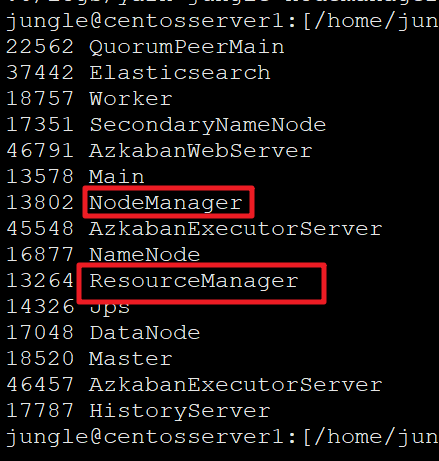 jungle@centosserver1:[/home/jun
22562 QuorumPeerMain
37442 Elasticsearch
18757 Worker
17351 SecondaryNameNode
46791 AzkabanWebServer
13578 Main
13802 NodeManager
45548 AzkabanExecutorServer
16877 NameNode
13264 ResourceManager
14326 Jps
17048 DataNode
18520 Master
46457 AzkabanExecutorServer
17787 HistoryServer
jungle@centosserver1:[/home/jun